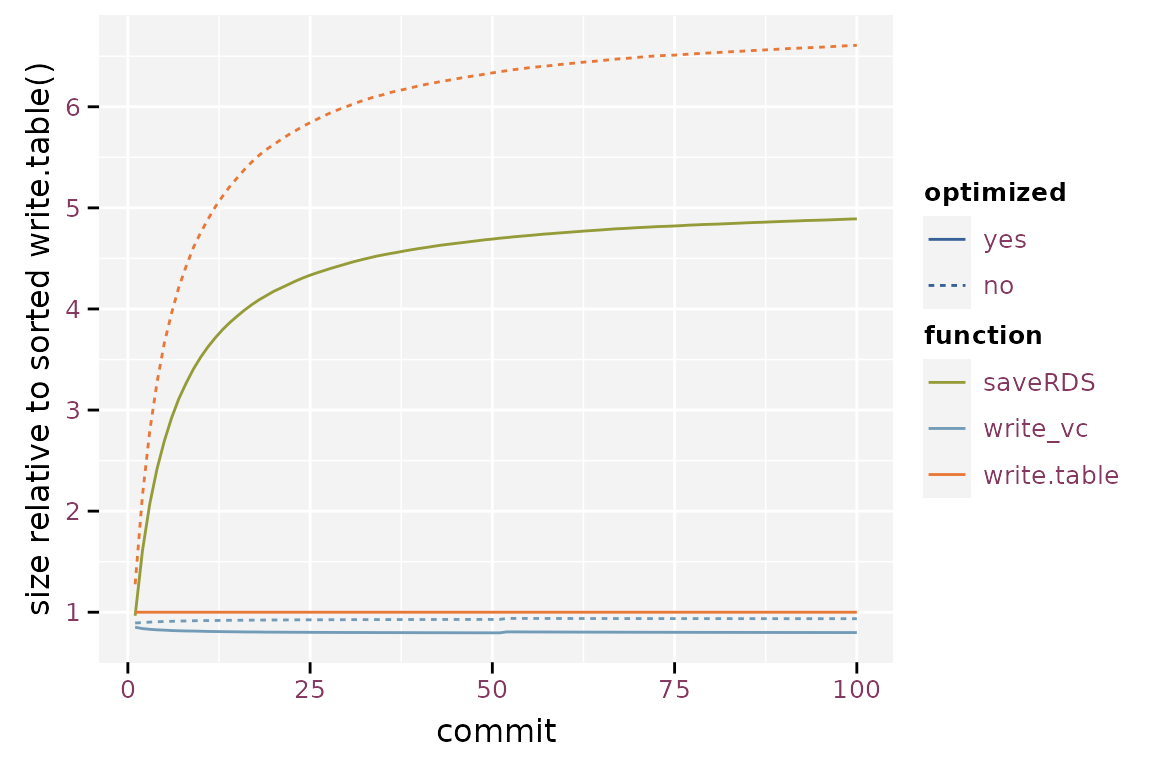 size relative to sorted write.table()
6
5
4
3
2
1
0
25
50
75
100
commit
optimized
yes
no
function
saveRDS
write_vc
write.table